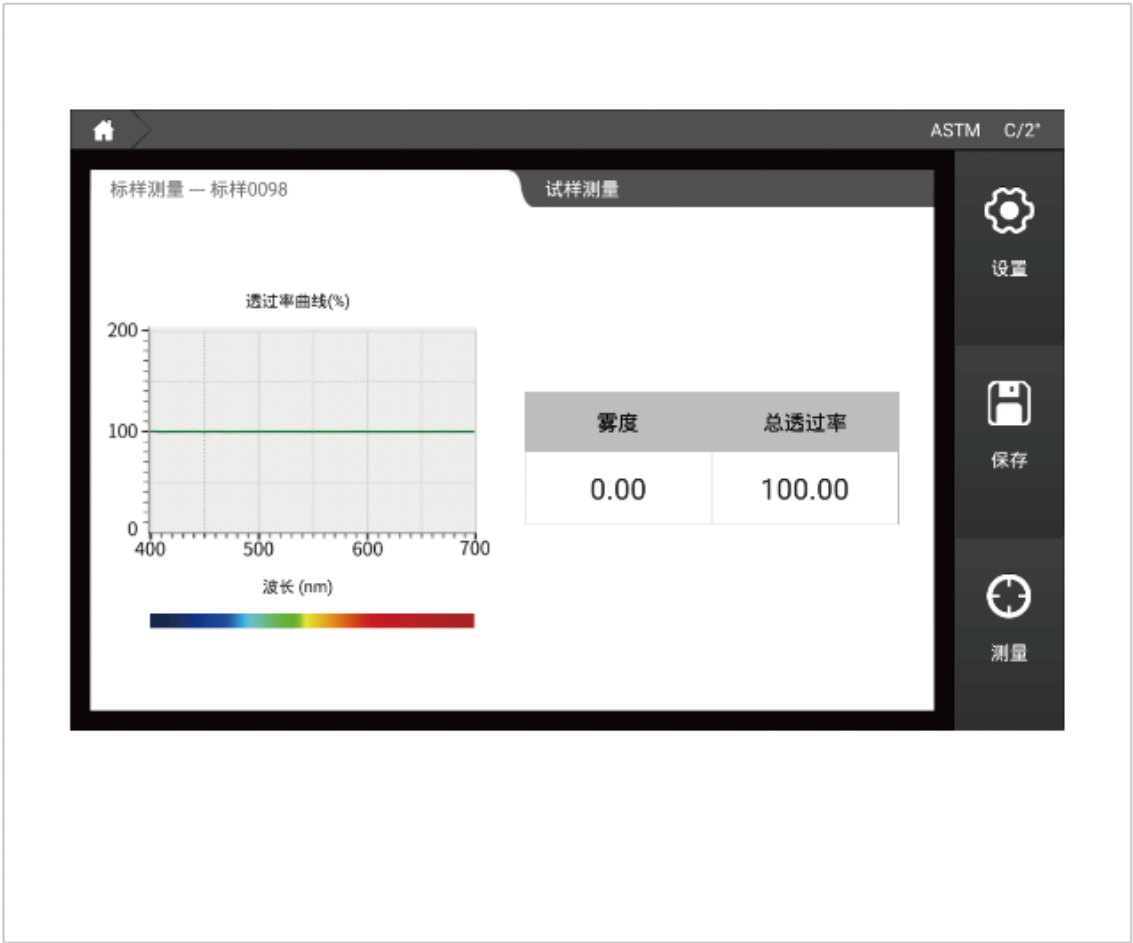 ASTM C/2°
标样测量 — 标样0098
试样测量
设置
透过率曲线(%)
200
100
0
400 500 600 700
波长 (nm)
雾度 总透过率
0.00 100.00
保存
测量